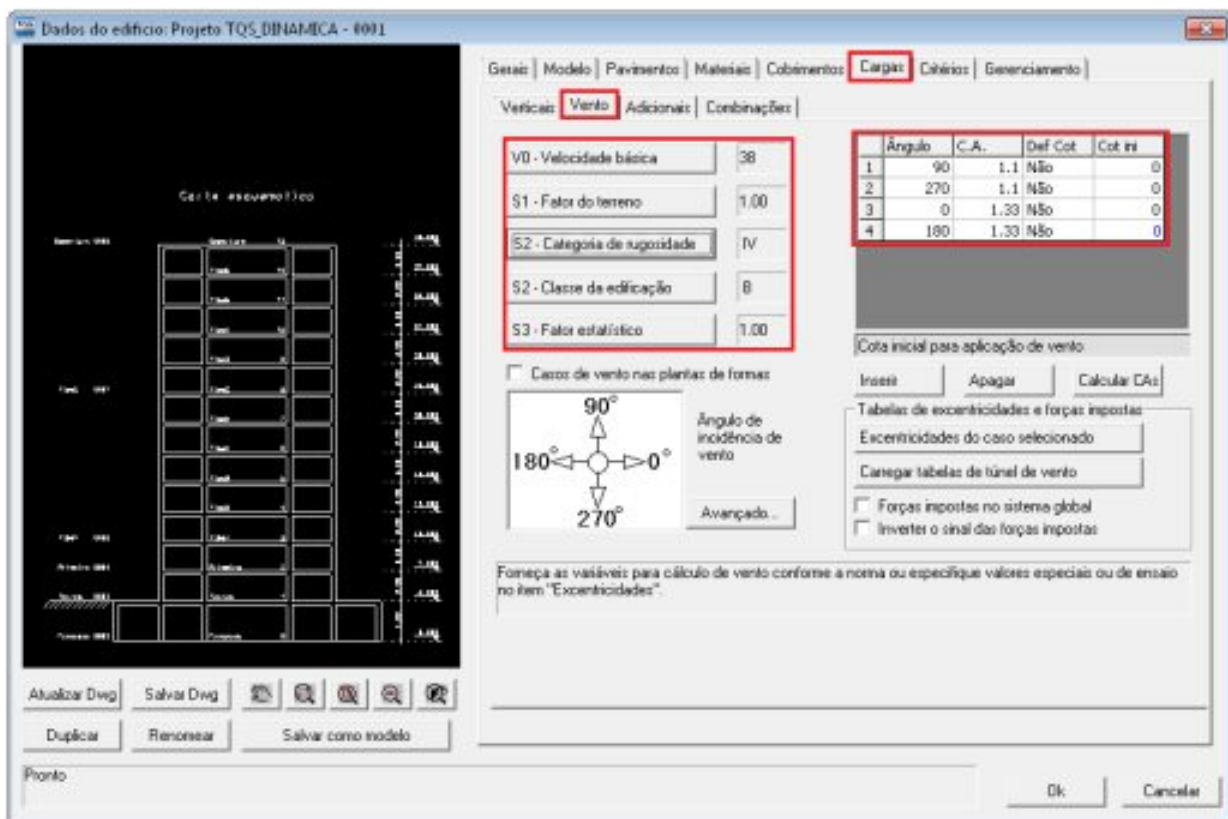 Dados do edificio: Projeto TQS_DINAMICA - 0001
Gerais Modelo Pavimentos Materiais Cobrimentos Cargas Critérios Gerenciamento
Verticais Vento Adicionais Combinações
V0 - Velocidade básica 38
S1 - Fator do terreno 1.00
S2 - Categoria de rugosidade IV
S2 - Classe da edificação B
S3 - Fator estatístico 1.00
Ângulo C.A. Def Cot Cot ini
1 90 1.1 Não 0
2 270 1.1 Não 0
3 0 1.33 Não 0
4 180 1.33 Não 0
Cota inicial para aplicação de vento
Inserir Apagar Calcular CAs
Casos de vento nas plantas de formas
90°
180° 0°
270°
Ângulo de
incidência de
vento
Avançado...
Tabelas de excentricidades e forças impostas
Excentricidades do caso selecionado
Carregar tabelas de túnel de vento
Forças impostas no sistema global
Inverter o sinal das forças impostas
Forneça as variáveis para cálculo de vento conforme a norma ou especifique valores especiais ou de ensaio
no item "Excentricidades".
Corte esquemático
Atualizar Dwg Salvar Dwg
Duplicar Renomear Salvar como modelo
Pronto
Ok Cancelar